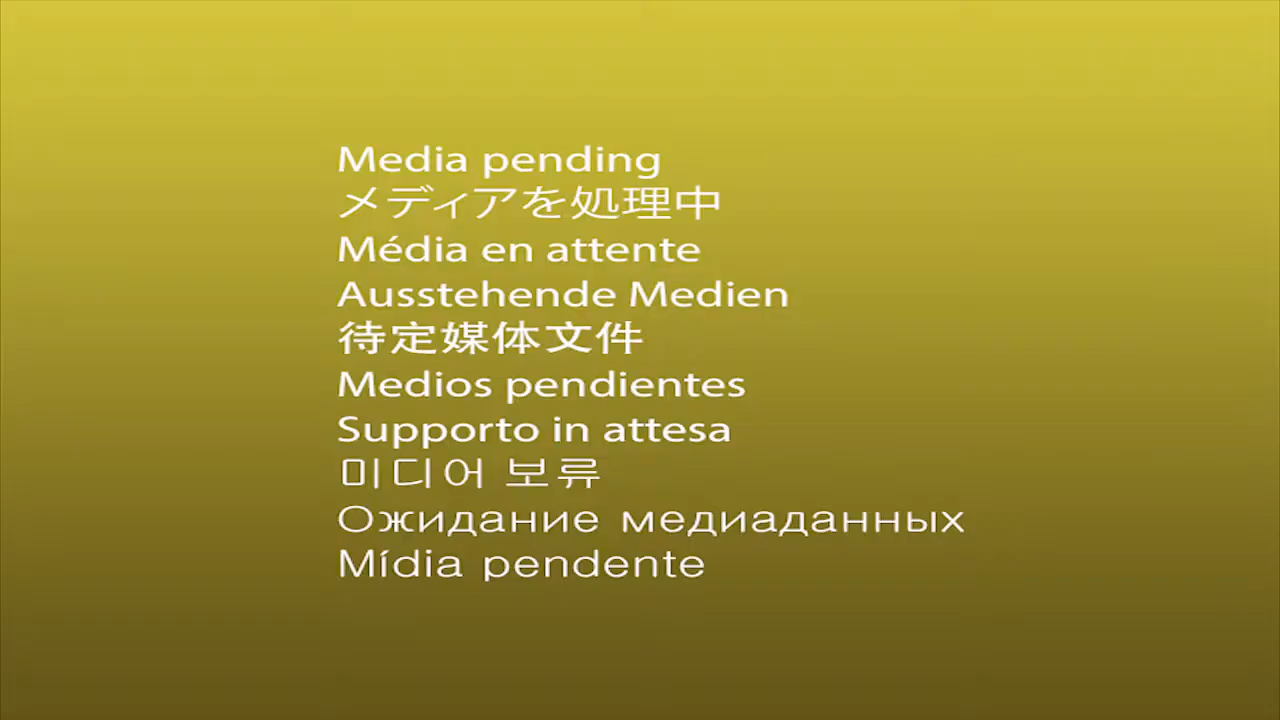 Media pending
メディアを処理中
Média en attente
Ausstehende Medien
待定媒体文件
Medios pendientes
Supporto in attesa
미디어 보류
Ожидание медиаданных
Mídia pendente